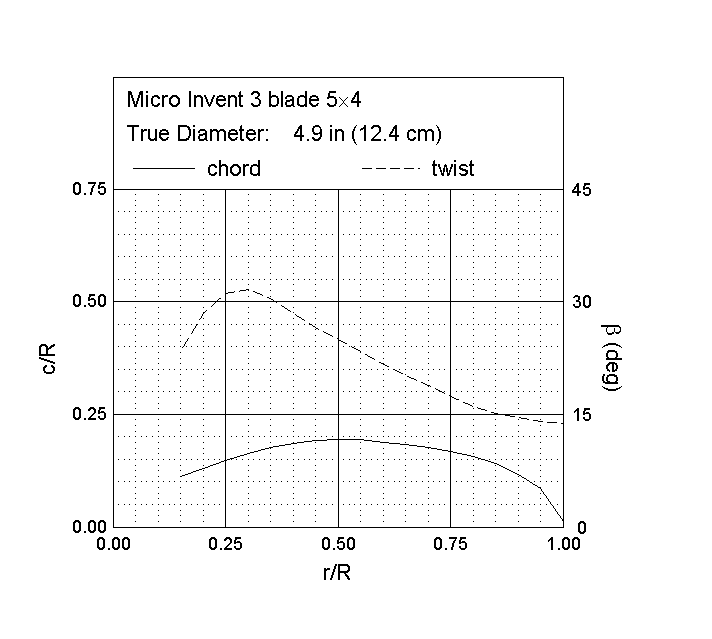 Micro Invent 3 blade 5×4
True Diameter: 4.9 in (12.4 cm)
chord twist
0.75 45
0.50 30
c/R β (deg)
0.25 15
0.00 0
0.00 0.25 0.50 0.75 1.00
r/R